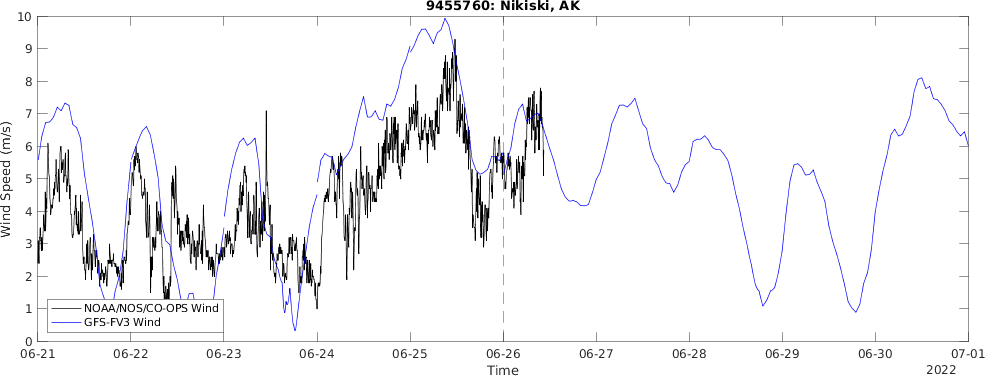 9455760: Nikiski, AK
10
9
8
7
6
5
4
3
2
1
0
Wind Speed (m/s)
NOAA/NOS/CO-OPS Wind
GFS-FV3 Wind
06-21 06-22 06-23 06-24 06-25 06-26 06-27 06-28 06-29 06-30 07-01
Time
2022